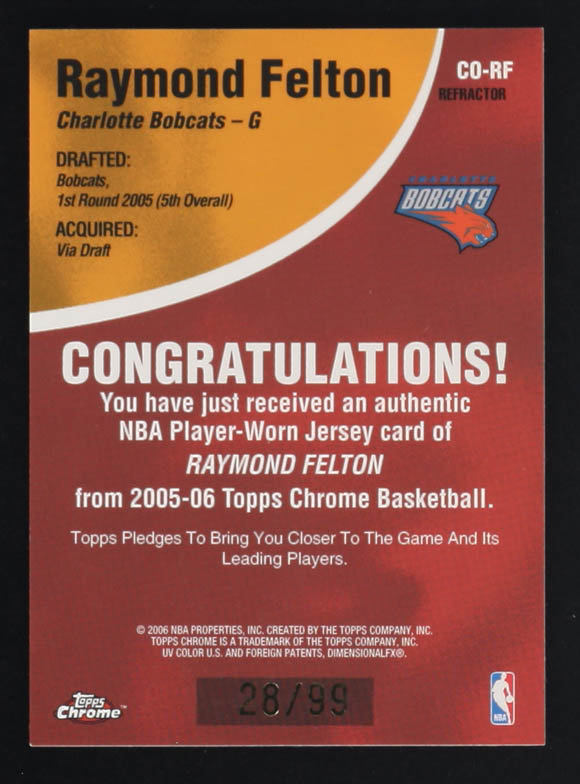 Raymond Felton
Charlotte Bobcats – G
CO-RF
REFRACTOR
DRAFTED:
Bobcats,
1st Round 2005 (5th Overall)
ACQUIRED:
Via Draft
CHARLOTTE
BOBCATS
CONGRATULATIONS!
You have just received an authentic
NBA Player-Worn Jersey card of
RAYMOND FELTON
from 2005-06 Topps Chrome Basketball.
Topps Pledges To Bring You Closer To The Game And Its
Leading Players.
© 2006 NBA PROPERTIES, INC. CREATED BY THE TOPPS COMPANY, INC.
TOPPS CHROME IS A TRADEMARK OF THE TOPPS COMPANY, INC.
UV COLOR U.S. AND FOREIGN PATENTS, DIMENSIONALFX®.
Topps
Chrome™
28/99
NBA